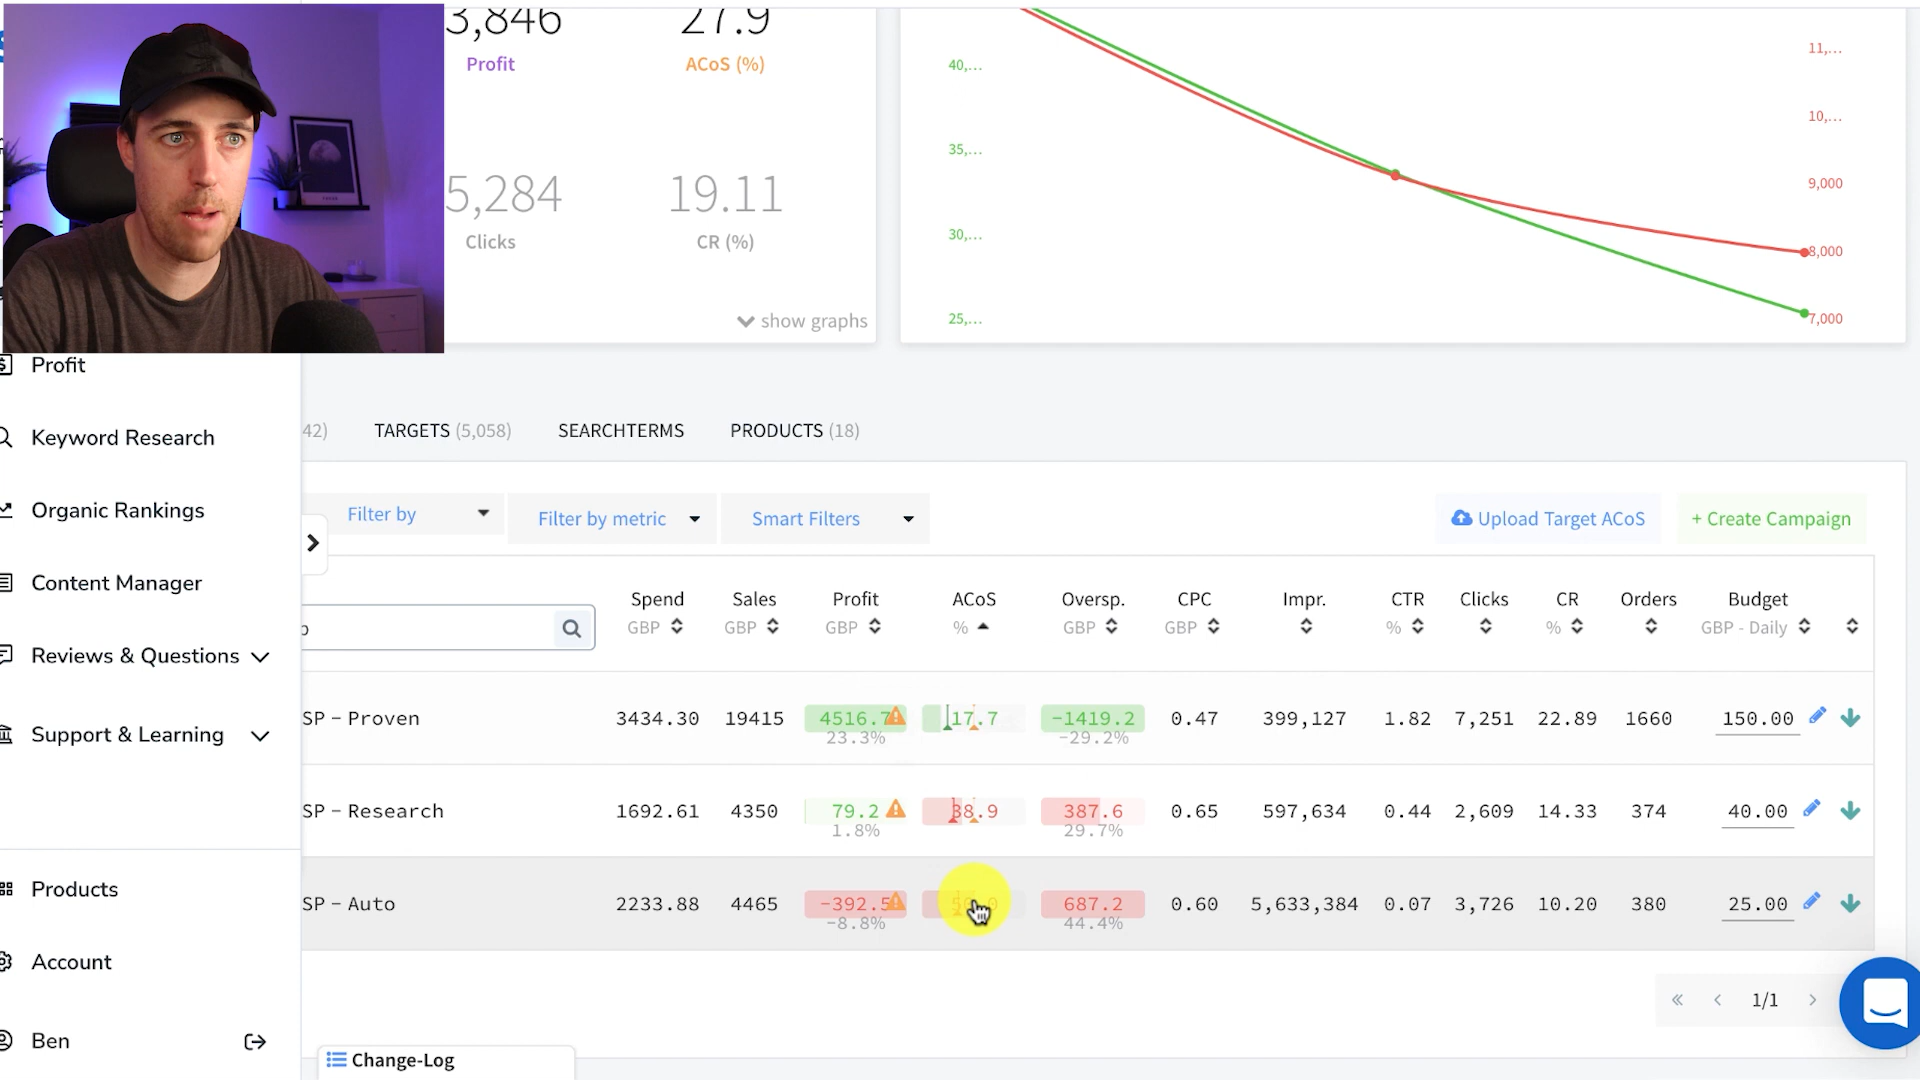 3,846
27.9
Profit
ACoS (%)
5,284
19.11
Clicks
CR (%)
show graphs
40,...
35,...
30,...
25,...
11,...
10,...
9,000
8,000
7,000
Profit
Keyword Research
Organic Rankings
Content Manager
Reviews & Questions
Support & Learning
Products
Account
Ben
42)
TARGETS (5,058)
SEARCHTERMS
PRODUCTS (18)
Filter by
Filter by metric
Smart Filters
Upload Target ACoS
+ Create Campaign
Spend Sales Profit ACoS Oversp. CPC Impr. CTR Clicks CR Orders Budget
GBP GBP GBP % GBP GBP % % GBP - Daily
SP – Proven 3434.30 19415 4516.7 17.7 -1419.2 0.47 399,127 1.82 7,251 22.89 1660 150.00
23.3% -29.2%
SP – Research 1692.61 4350 79.2 38.9 387.6 0.65 597,634 0.44 2,609 14.33 374 40.00
1.8% 29.7%
SP – Auto 2233.88 4465 -392.5 687.2 0.60 5,633,384 0.07 3,726 10.20 380 25.00
-8.8% 44.4%
« ‹ 1/1 ›
Change-Log